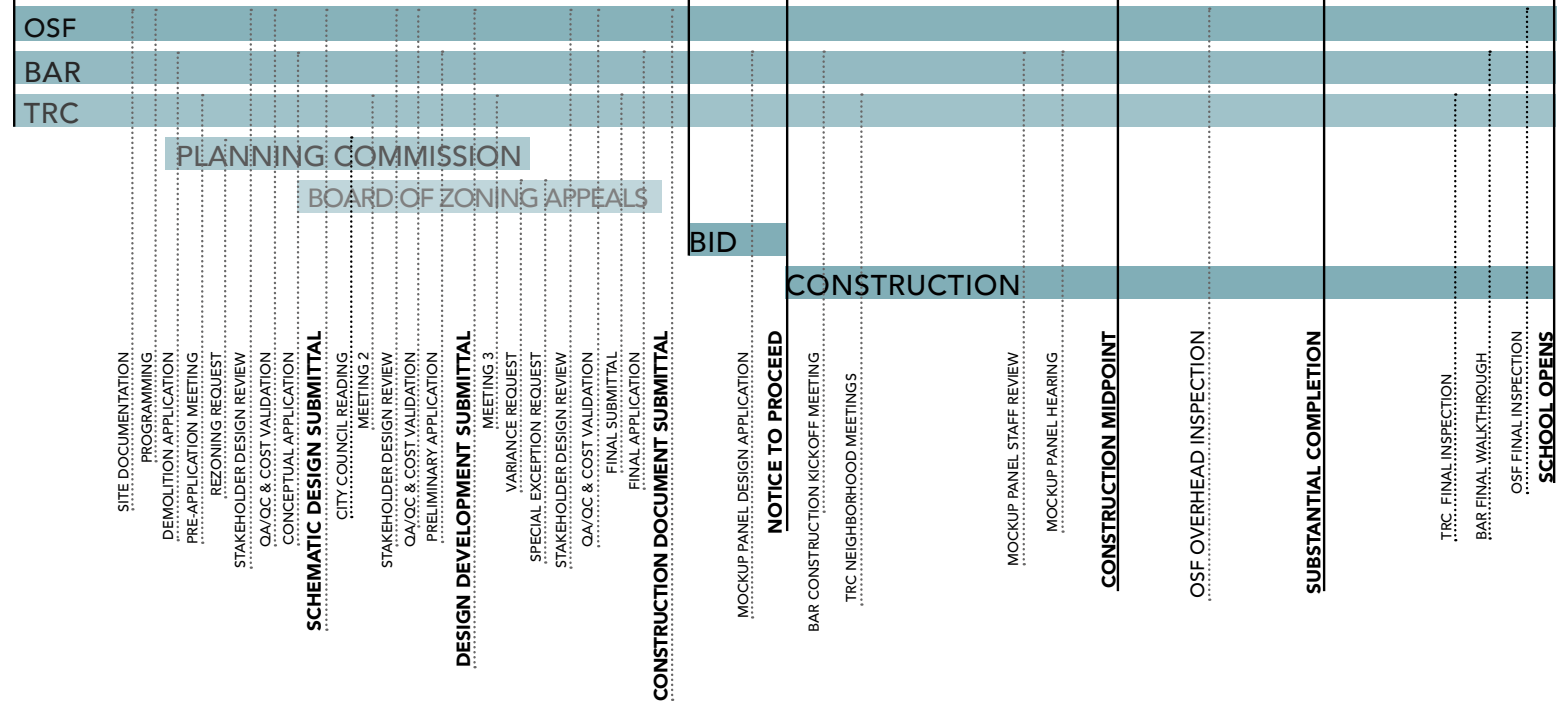 OSF
BAR
TRC
PLANNING COMMISSION
BOARD OF ZONING APPEALS
BID
CONSTRUCTION
SITE DOCUMENTATION
PROGRAMING
DEMOLITION APPLICATION
PRE-APPLICATION MEETING
REZONING REQUEST
STAKEHOLDER DESIGN REVIEW
QA/QC & COST VALIDATION
CONCEPTUAL APPLICATION
SCHEMATIC DESIGN SUBMITTAL
CITY COUNCIL READING
MEETING 2
STAKEHOLDER DESIGN REVIEW
QA/QC & COST VALIDATION
PRELIMINARY APPLICATION
DESIGN DEVELOPMENT SUBMITTAL
MEETING 3
VARIANCE REQUEST
SPECIAL EXCEPTION REQUEST
STAKEHOLDER DESIGN REVIEW
QA/QC & COST VALIDATION
FINAL SUBMITTAL
FINAL APPLICATION
CONSTRUCTION DOCUMENT SUBMITTAL
MOCKUP PANEL DESIGN APPLICATION
NOTICE TO PROCEED
BAR CONSTRUCTION KICKOFF MEETING
TRC NEIGHBORHOOD MEETINGS
MOCKUP PANEL STAFF REVIEW
MOCKUP PANEL HEARING
CONSTRUCTION MIDPOINT
OSF OVERHEAD INSPECTION
SUBSTANTIAL COMPLETION
TRC FINAL INSPECTION
BAR FINAL WALKTHROUGH
OSF FINAL INSPECTION
SCHOOL OPENS